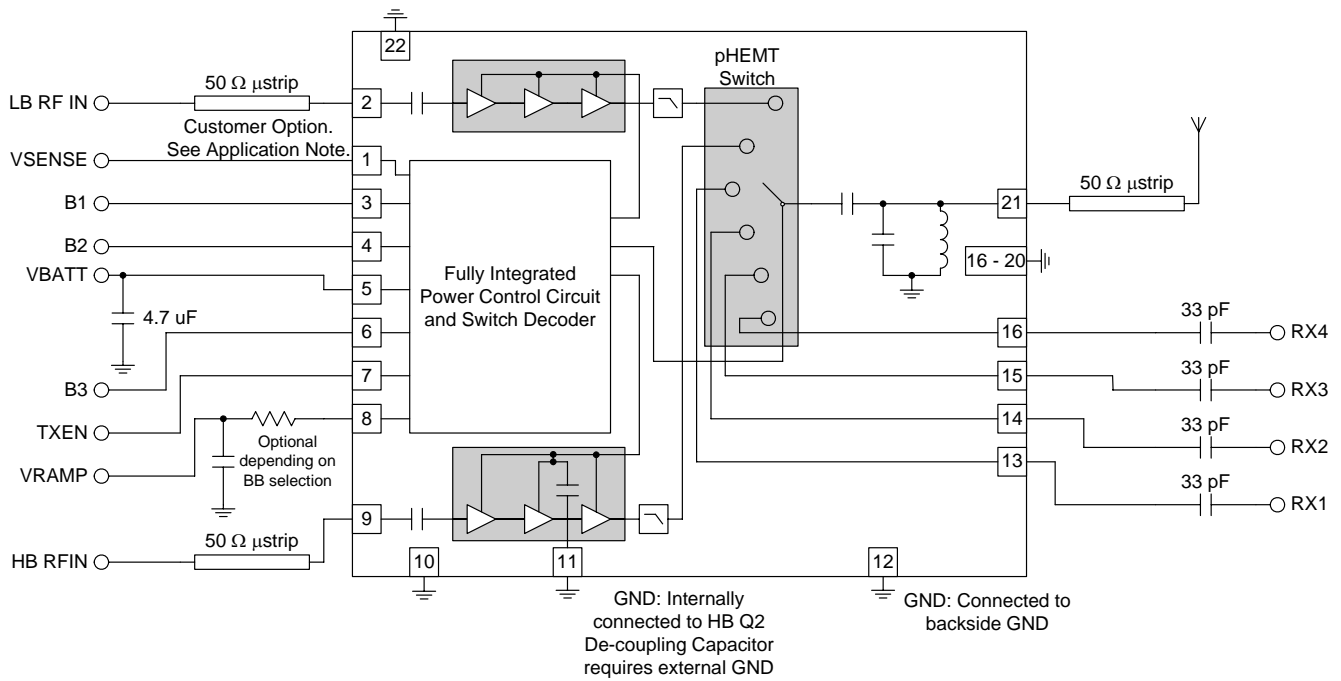 22
pHEMT
Switch
50 Ω μstrip
LB RF IN
2
Customer Option.
See Application Note.
VSENSE
1
50 Ω μstrip
B1
3
21
B2
4
16 - 20
VBATT
5
Fully Integrated
Power Control Circuit
and Switch Decoder
4.7 uF
6
16
33 pF
RX4
B3
7
15
33 pF
RX3
TXEN
8
14
33 pF
RX2
Optional
depending on
BB selection
VRAMP
13
33 pF
RX1
9
50 Ω μstrip
HB RFIN
10
11
12
GND: Internally
connected to HB Q2
De-coupling Capacitor
requires external GND
GND: Connected to
backside GND